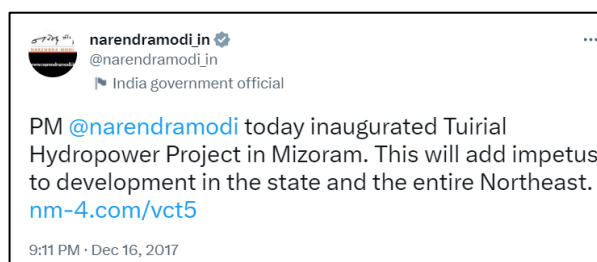 narendramodi_in
@narendramodi_in
India government official
PM @narendramodi today inaugurated Tuirial
Hydropower Project in Mizoram. This will add impetus
to development in the state and the entire Northeast.
nm-4.com/vct5
9:11 PM · Dec 16, 2017